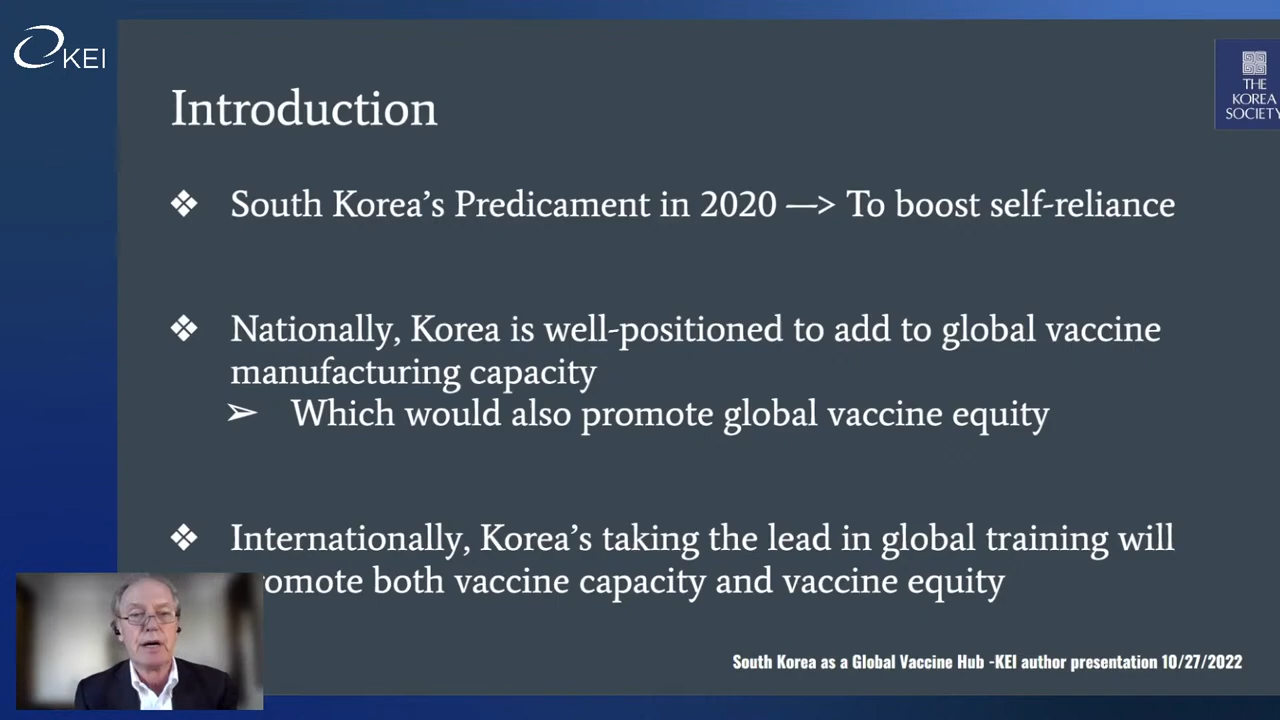 KEI
THE
KOREA
SOCIETY
Introduction
❖ South Korea’s Predicament in 2020 —> To boost self-reliance
❖ Nationally, Korea is well-positioned to add to global vaccine
manufacturing capacity
➢ Which would also promote global vaccine equity
❖ Internationally, Korea’s taking the lead in global training will
omote both vaccine capacity and vaccine equity
South Korea as a Global Vaccine Hub -KEI author presentation 10/27/2022